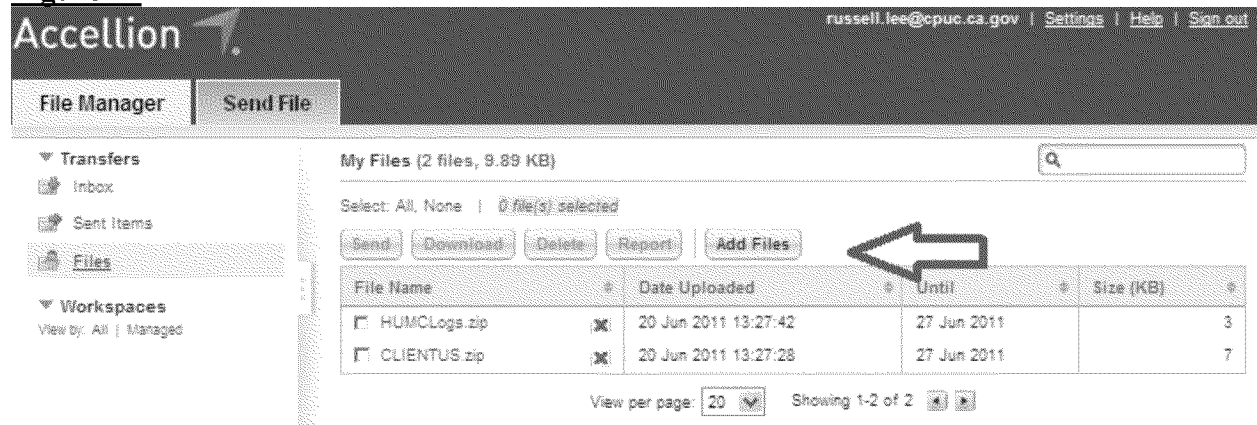 Accellion
russell.lee@cpuc.ca.gov | Settings | Help | Sign out
File Manager
Send File
Transfers
Inbox
Sent Items
Files
Workspaces
View by: All | Managed
My Files (2 files, 9.89 KB)
Select: All, None | 0 file(s) selected
Send Download Delete Report Add Files
File Name Date Uploaded Until Size (KB)
HUMCLogs.zip 20 Jun 2011 13:27:42 27 Jun 2011 3
CLIENTUS.zip 20 Jun 2011 13:27:28 27 Jun 2011 7
View per page: 20 Showing 1-2 of 2